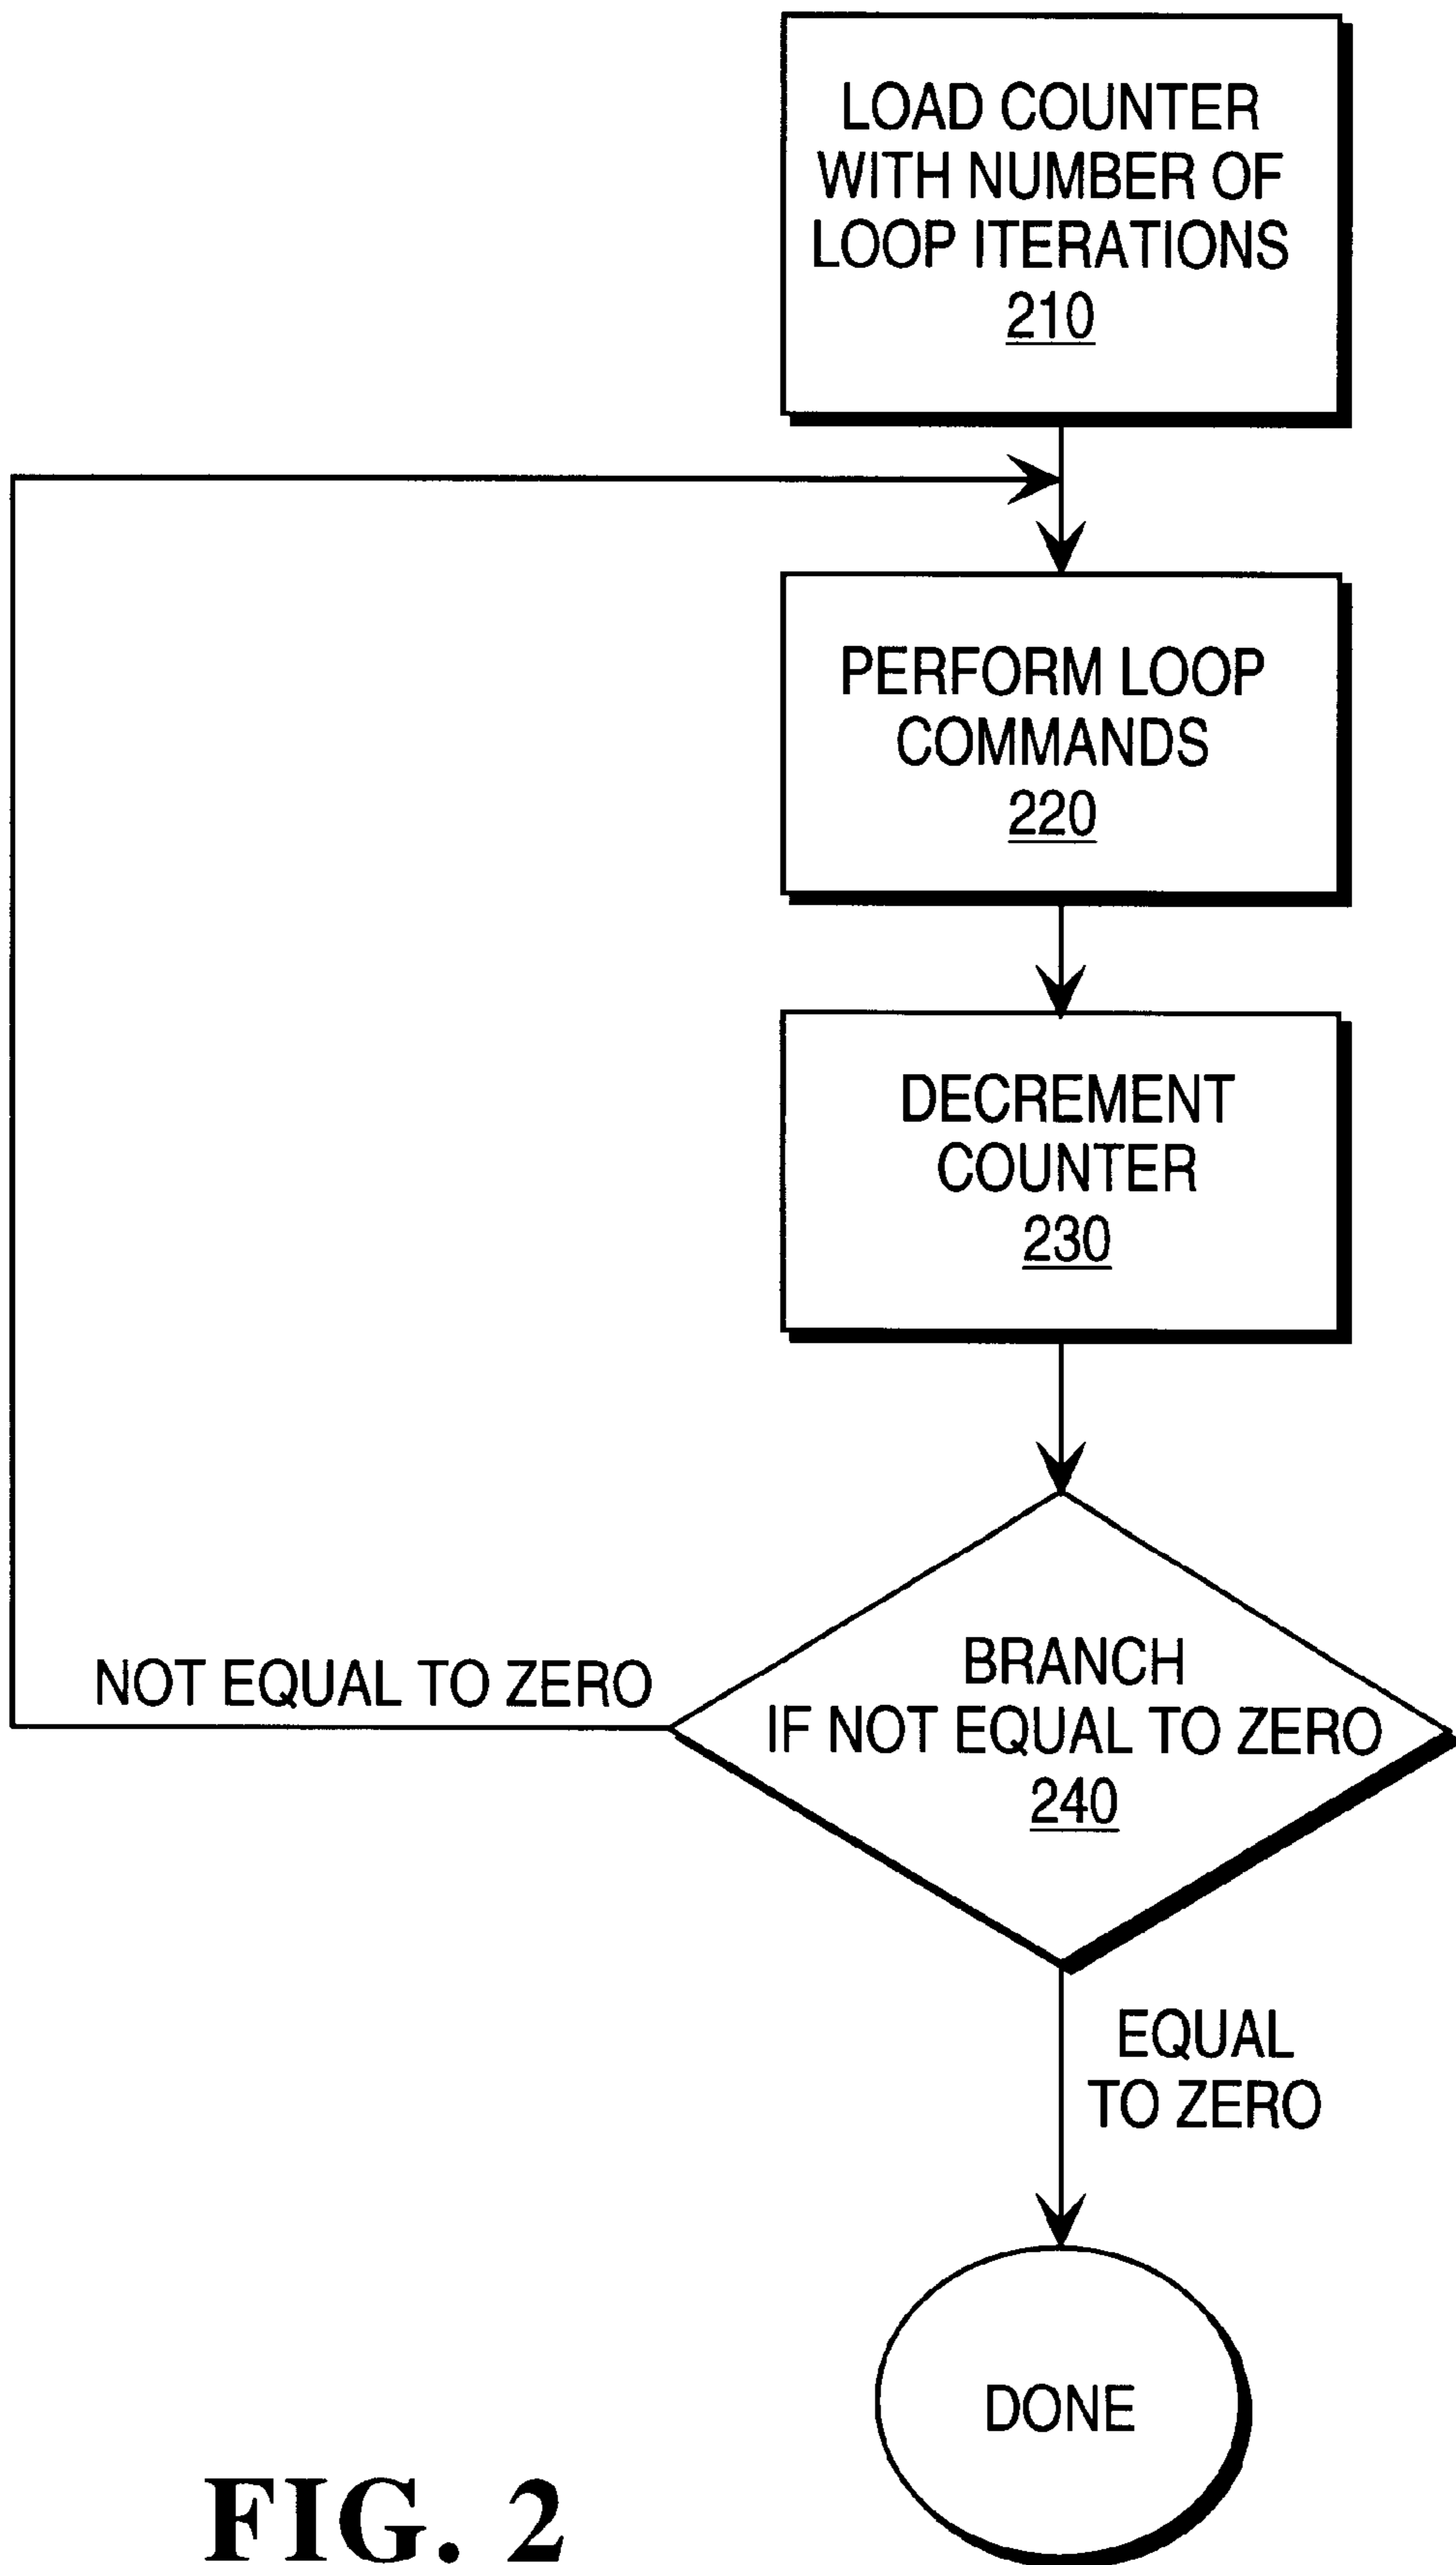 LOAD COUNTER
WITH NUMBER OF
LOOP ITERATIONS
210
PERFORM LOOP
COMMANDS
220
DECREMENT
COUNTER
230
BRANCH
IF NOT EQUAL TO ZERO
240
NOT EQUAL TO ZERO
EQUAL
TO ZERO
DONE
FIG. 2